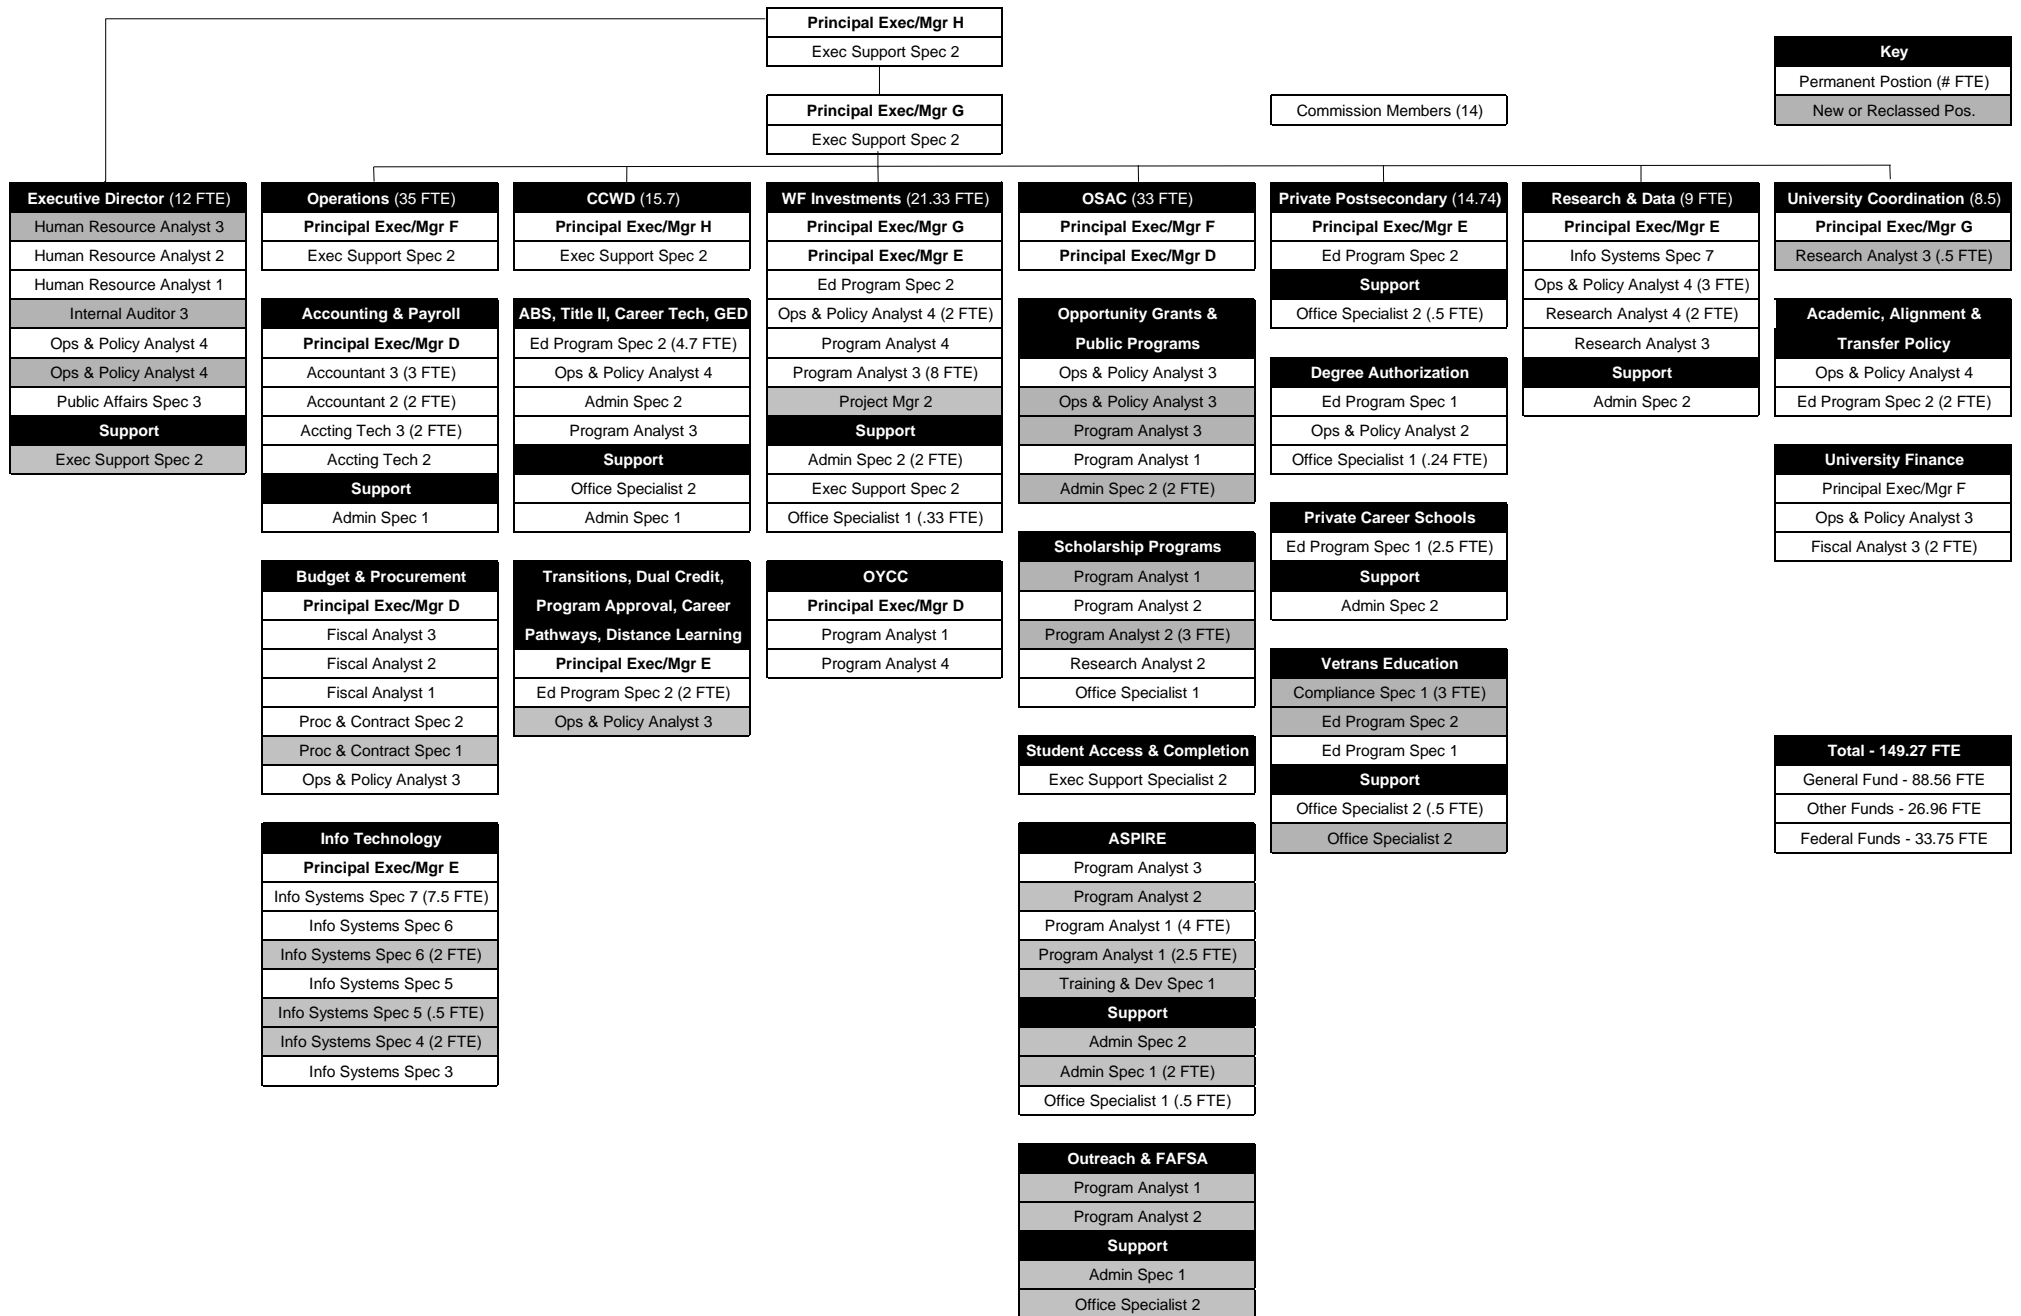 Principal Exec/Mgr H
Exec Support Spec 2
Principal Exec/Mgr G
Exec Support Spec 2
Commission Members (14)
Key
Permanent Postion (# FTE)
New or Reclassed Pos.
Executive Director (12 FTE)
Human Resource Analyst 3
Human Resource Analyst 2
Human Resource Analyst 1
Internal Auditor 3
Ops & Policy Analyst 4
Ops & Policy Analyst 4
Public Affairs Spec 3
Support
Exec Support Spec 2
Operations (35 FTE)
Principal Exec/Mgr F
Exec Support Spec 2
Accounting & Payroll
Principal Exec/Mgr D
Accountant 3 (3 FTE)
Accountant 2 (2 FTE)
Accting Tech 3 (2 FTE)
Accting Tech 2
Support
Admin Spec 1
Budget & Procurement
Principal Exec/Mgr D
Fiscal Analyst 3
Fiscal Analyst 2
Fiscal Analyst 1
Proc & Contract Spec 2
Proc & Contract Spec 1
Ops & Policy Analyst 3
Info Technology
Principal Exec/Mgr E
Info Systems Spec 7 (7.5 FTE)
Info Systems Spec 6
Info Systems Spec 6 (2 FTE)
Info Systems Spec 5
Info Systems Spec 5 (.5 FTE)
Info Systems Spec 4 (2 FTE)
Info Systems Spec 3
CCWD (15.7)
Principal Exec/Mgr H
Exec Support Spec 2
ABS, Title II, Career Tech, GED
Ed Program Spec 2 (4.7 FTE)
Ops & Policy Analyst 4
Admin Spec 2
Program Analyst 3
Support
Office Specialist 2
Admin Spec 1
Transitions, Dual Credit,
Program Approval, Career
Pathways, Distance Learning
Principal Exec/Mgr E
Ed Program Spec 2 (2 FTE)
Ops & Policy Analyst 3
WF Investments (21.33 FTE)
Principal Exec/Mgr G
Principal Exec/Mgr E
Ed Program Spec 2
Ops & Policy Analyst 4 (2 FTE)
Program Analyst 4
Program Analyst 3 (8 FTE)
Project Mgr 2
Support
Admin Spec 2 (2 FTE)
Exec Support Spec 2
Office Specialist 1 (.33 FTE)
OYCC
Principal Exec/Mgr D
Program Analyst 1
Program Analyst 4
OSAC (33 FTE)
Principal Exec/Mgr F
Principal Exec/Mgr D
Opportunity Grants &
Public Programs
Ops & Policy Analyst 3
Ops & Policy Analyst 3
Program Analyst 3
Program Analyst 1
Admin Spec 2 (2 FTE)
Scholarship Programs
Program Analyst 1
Program Analyst 2
Program Analyst 2 (3 FTE)
Research Analyst 2
Office Specialist 1
Student Access & Completion
Exec Support Specialist 2
ASPIRE
Program Analyst 3
Program Analyst 2
Program Analyst 1 (4 FTE)
Program Analyst 1 (2.5 FTE)
Training & Dev Spec 1
Support
Admin Spec 2
Admin Spec 1 (2 FTE)
Office Specialist 1 (.5 FTE)
Outreach & FAFSA
Program Analyst 1
Program Analyst 2
Support
Admin Spec 1
Office Specialist 2
Private Postsecondary (14.74)
Principal Exec/Mgr E
Ed Program Spec 2
Support
Office Specialist 2 (.5 FTE)
Degree Authorization
Ed Program Spec 1
Ops & Policy Analyst 2
Office Specialist 1 (.24 FTE)
Private Career Schools
Ed Program Spec 1 (2.5 FTE)
Support
Admin Spec 2
Vetrans Education
Compliance Spec 1 (3 FTE)
Ed Program Spec 2
Ed Program Spec 1
Support
Office Specialist 2 (.5 FTE)
Office Specialist 2
Research & Data (9 FTE)
Principal Exec/Mgr E
Info Systems Spec 7
Ops & Policy Analyst 4 (3 FTE)
Research Analyst 4 (2 FTE)
Research Analyst 3
Support
Admin Spec 2
University Coordination (8.5)
Principal Exec/Mgr G
Research Analyst 3 (.5 FTE)
Academic, Alignment &
Transfer Policy
Ops & Policy Analyst 4
Ed Program Spec 2 (2 FTE)
University Finance
Principal Exec/Mgr F
Ops & Policy Analyst 3
Fiscal Analyst 3 (2 FTE)
Total - 149.27 FTE
General Fund - 88.56 FTE
Other Funds - 26.96 FTE
Federal Funds - 33.75 FTE